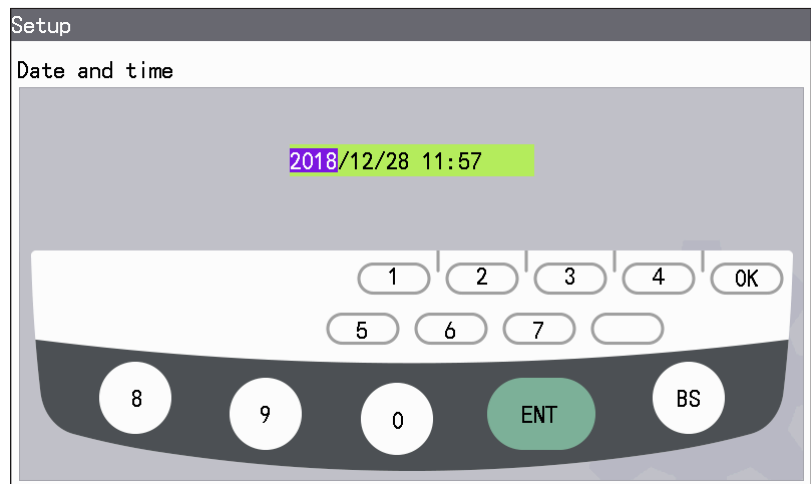 Setup
Date and time
2018/12/28 11:57
1 2 3 4 OK
5 6 7
8 9 0 ENT BS